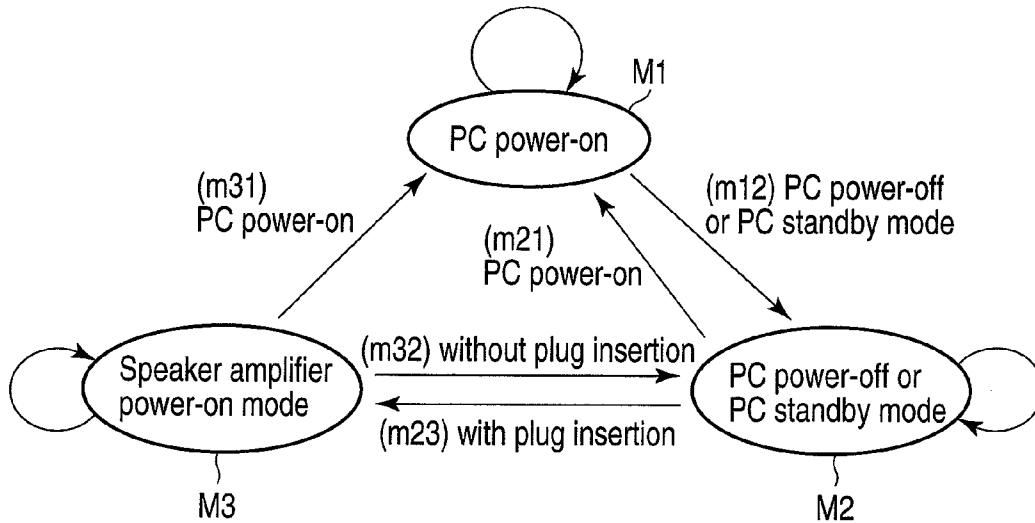 M1
PC power-on
(m31)
PC power-on
(m12) PC power-off
or PC standby mode
(m21)
PC power-on
Speaker amplifier
power-on mode
(m32) without plug insertion
(m23) with plug insertion
PC power-off or
PC standby mode
M3
M2